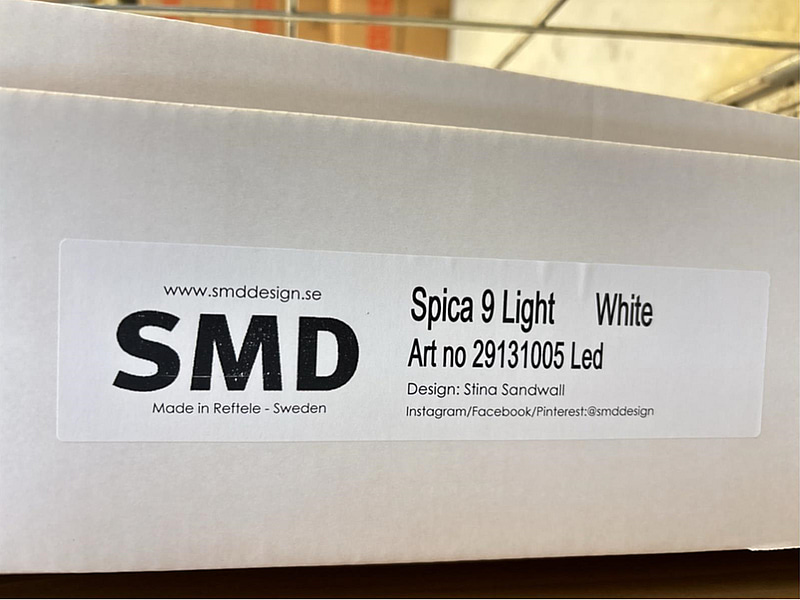 www.smddesign.se
SMD
Made in Reftele - Sweden
Spica 9 Light White
Art no 29131005 Led
Design: Stina Sandwall
Instagram/Facebook/Pinterest:@smddesign